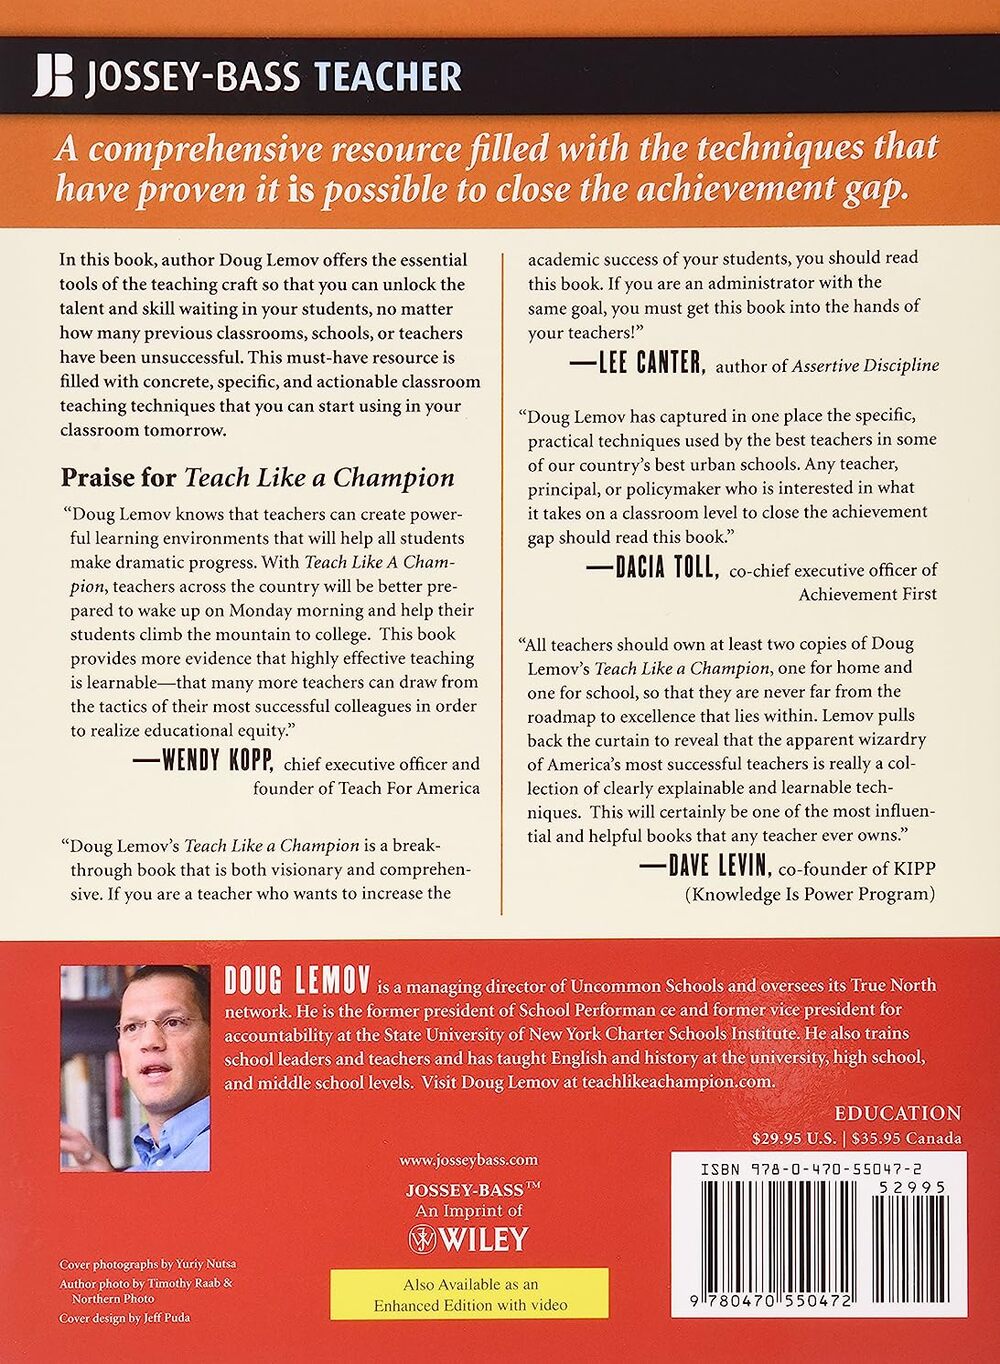 JB JOSSEY-BASS TEACHER
A comprehensive resource filled with the techniques that
have proven it is possible to close the achievement gap.
In this book, author Doug Lemov offers the essential
tools of the teaching craft so that you can unlock the
talent and skill waiting in your students, no matter
how many previous classrooms, schools, or teachers
have been unsuccessful. This must-have resource is
filled with concrete, specific, and actionable classroom
teaching techniques that you can start using in your
classroom tomorrow.
Praise for Teach Like a Champion
“Doug Lemov knows that teachers can create power-
ful learning environments that will help all students
make dramatic progress. With Teach Like A Cham-
pion, teachers across the country will be better pre-
pared to wake up on Monday morning and help their
students climb the mountain to college. This book
provides more evidence that highly effective teaching
is learnable—that many more teachers can draw from
the tactics of their most successful colleagues in order
to realize educational equity.”
—WENDY KOPP, chief executive officer and
founder of Teach For America
“Doug Lemov’s Teach Like a Champion is a break-
through book that is both visionary and comprehen-
sive. If you are a teacher who wants to increase the
academic success of your students, you should read
this book. If you are an administrator with the
same goal, you must get this book into the hands of
your teachers!”
—LEE CANTER, author of Assertive Discipline
“Doug Lemov has captured in one place the specific,
practical techniques used by the best teachers in some
of our country’s best urban schools. Any teacher,
principal, or policymaker who is interested in what
it takes on a classroom level to close the achievement
gap should read this book.”
—DACIA TOLL, co-chief executive officer of
Achievement First
“All teachers should own at least two copies of Doug
Lemov’s Teach Like a Champion, one for home and
one for school, so that they are never far from the
roadmap to excellence that lies within. Lemov pulls
back the curtain to reveal that the apparent wizardry
of America’s most successful teachers is really a col-
lection of clearly explainable and learnable tech-
niques. This will certainly be one of the most influen-
tial and helpful books that any teacher ever owns.”
—DAVE LEVIN, co-founder of KIPP
(Knowledge Is Power Program)
DOUG LEMOV is a managing director of Uncommon Schools and oversees its True North
network. He is the former president of School Performan ce and former vice president for
accountability at the State University of New York Charter Schools Institute. He also trains
school leaders and teachers and has taught English and history at the university, high school,
and middle school levels. Visit Doug Lemov at teachlikeachampion.com.
EDUCATION
$29.95 U.S. | $35.95 Canada
www.josseybass.com
JOSSEY-BASS™
An Imprint of
WILEY
Also Available as an
Enhanced Edition with video
Cover photographs by Yuriy Nutsa
Author photo by Timothy Raab &
Northern Photo
Cover design by Jeff Puda
ISBN 978-0-470-55047-2
52995
9 780470 550472